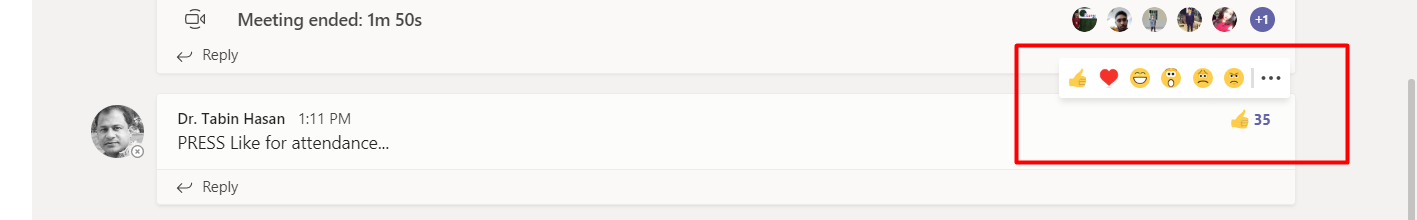 Meeting ended: 1m 50s
+1
Reply
Dr. Tabin Hasan 1:11 PM
35
PRESS Like for attendance...
Reply